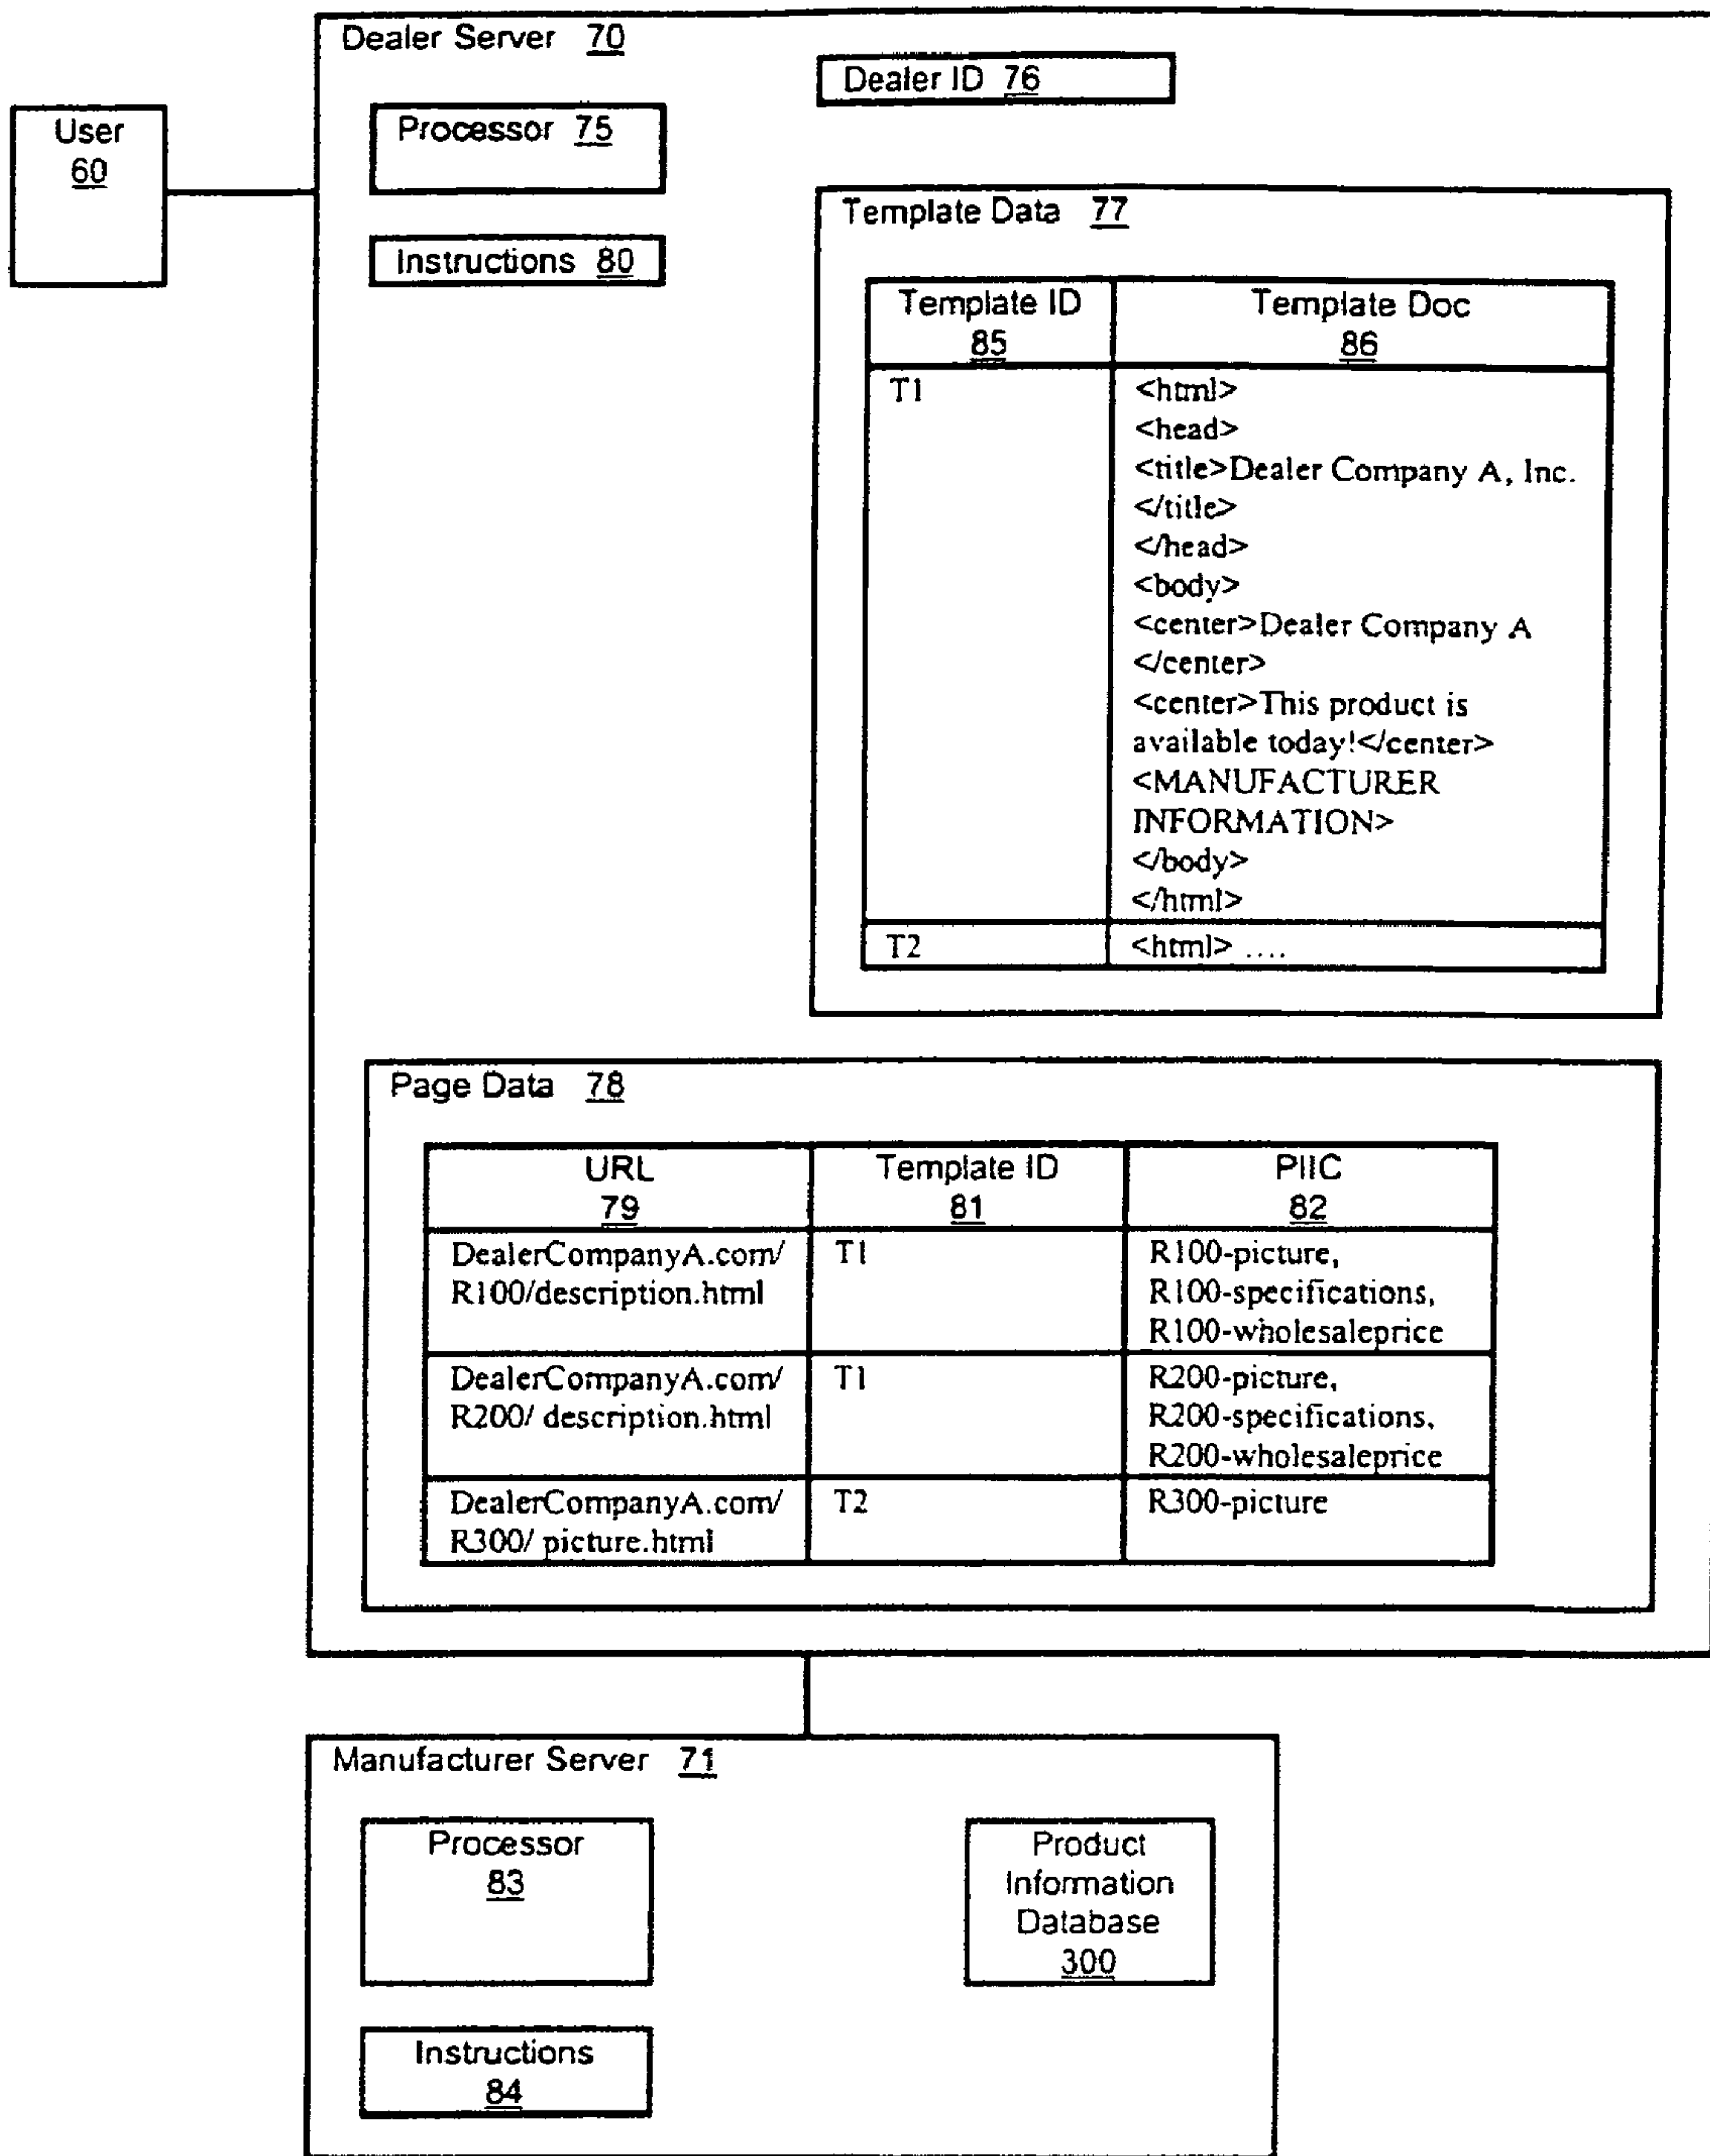 Dealer Server 70
Dealer ID 76
User
60
Processor 75
Instructions 80
Template Data 77
Template ID
85
Template Doc
86
T1
<html>
<head>
<title>Dealer Company A, Inc.
</title>
</head>
<body>
<center>Dealer Company A
</center>
<center>This product is
available today!</center>
<MANUFACTURER
INFORMATION>
</body>
</html>
T2
<html> ....
Page Data 78
URL
79
Template ID
81
PIIC
82
DealerCompanyA.com/
R100/description.html
T1
R100-picture,
R100-specifications,
R100-wholesaleprice
DealerCompanyA.com/
R200/ description.html
T1
R200-picture,
R200-specifications,
R200-wholesaleprice
DealerCompanyA.com/
R300/ picture.html
T2
R300-picture
Manufacturer Server 71
Processor
83
Product
Information
Database
300
Instructions
84